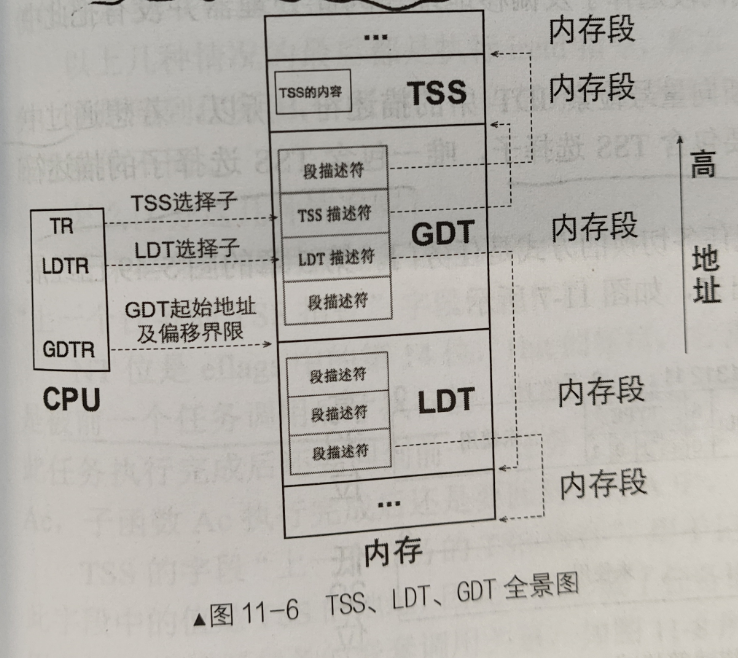 ...
内存段
TSS的内容
TSS
内存段
段描述符
TSS 描述符
LDT 描述符
段描述符
GDT
内存段
高
地
址
TR
LDTR
GDTR
CPU
TSS选择子
LDT选择子
GDT起始地址
及偏移界限
段描述符
段描述符
段描述符
LDT
内存段
...
内存段
内存
▲图 11-6 TSS、LDT、GDT 全景图